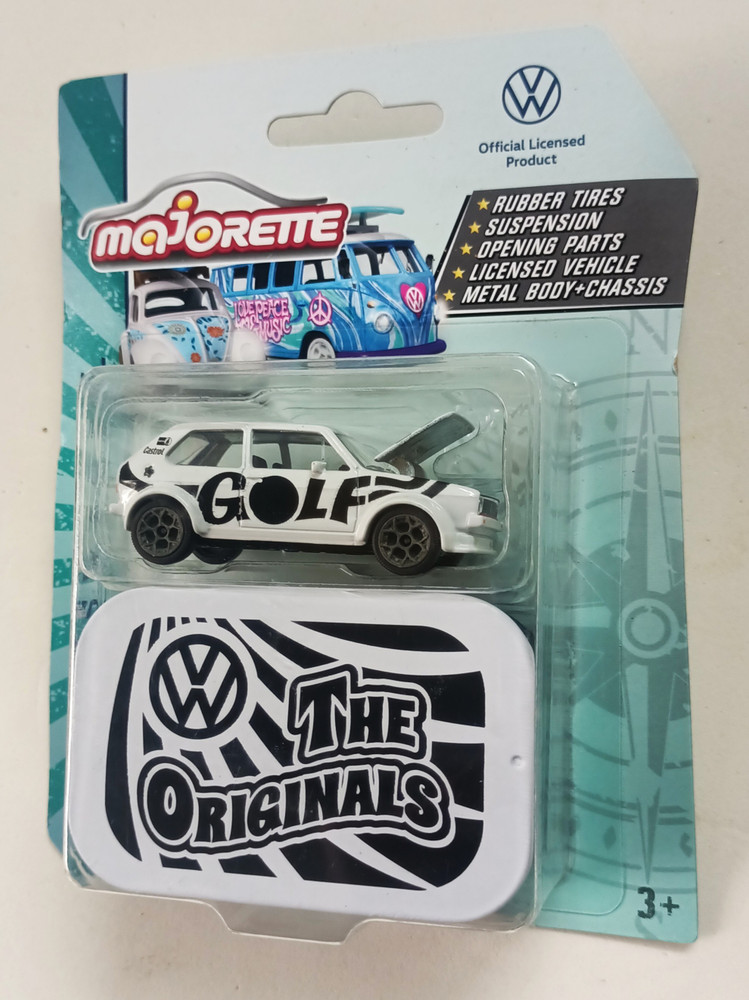 Official Licensed
Product
majorette
RUBBER TIRES
SUSPENSION
OPENING PARTS
LICENSED VEHICLE
METAL BODY+CHASSIS
LOVE PEACE
MUSIC
N
Castrol
GOLF
THE
ORIGINALS
3+